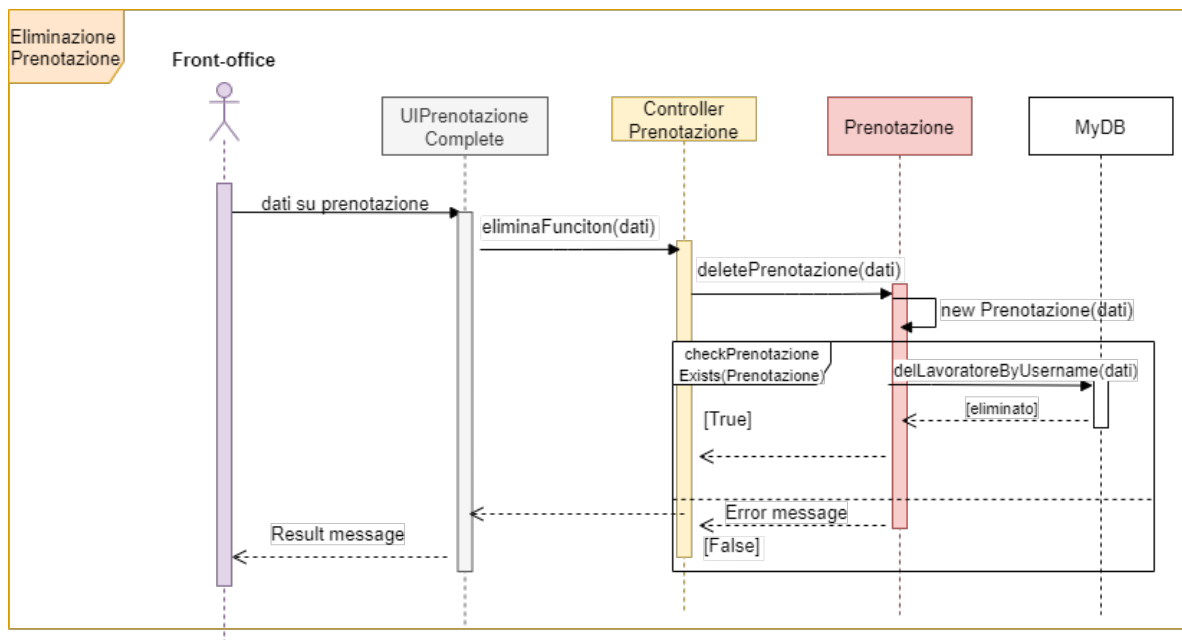 Eliminazione
Prenotazione
Front-office
UIPrenotazione
Complete
Controller
Prenotazione
Prenotazione
MyDB
dati su prenotazione
eliminaFunciton(dati)
deletePrenotazione(dati)
new Prenotazione(dati)
checkPrenotazione
Exists(Prenotazione)
delLavoratoreByUsername(dati)
[eliminato]
[True]
Error message
Result message
[False]